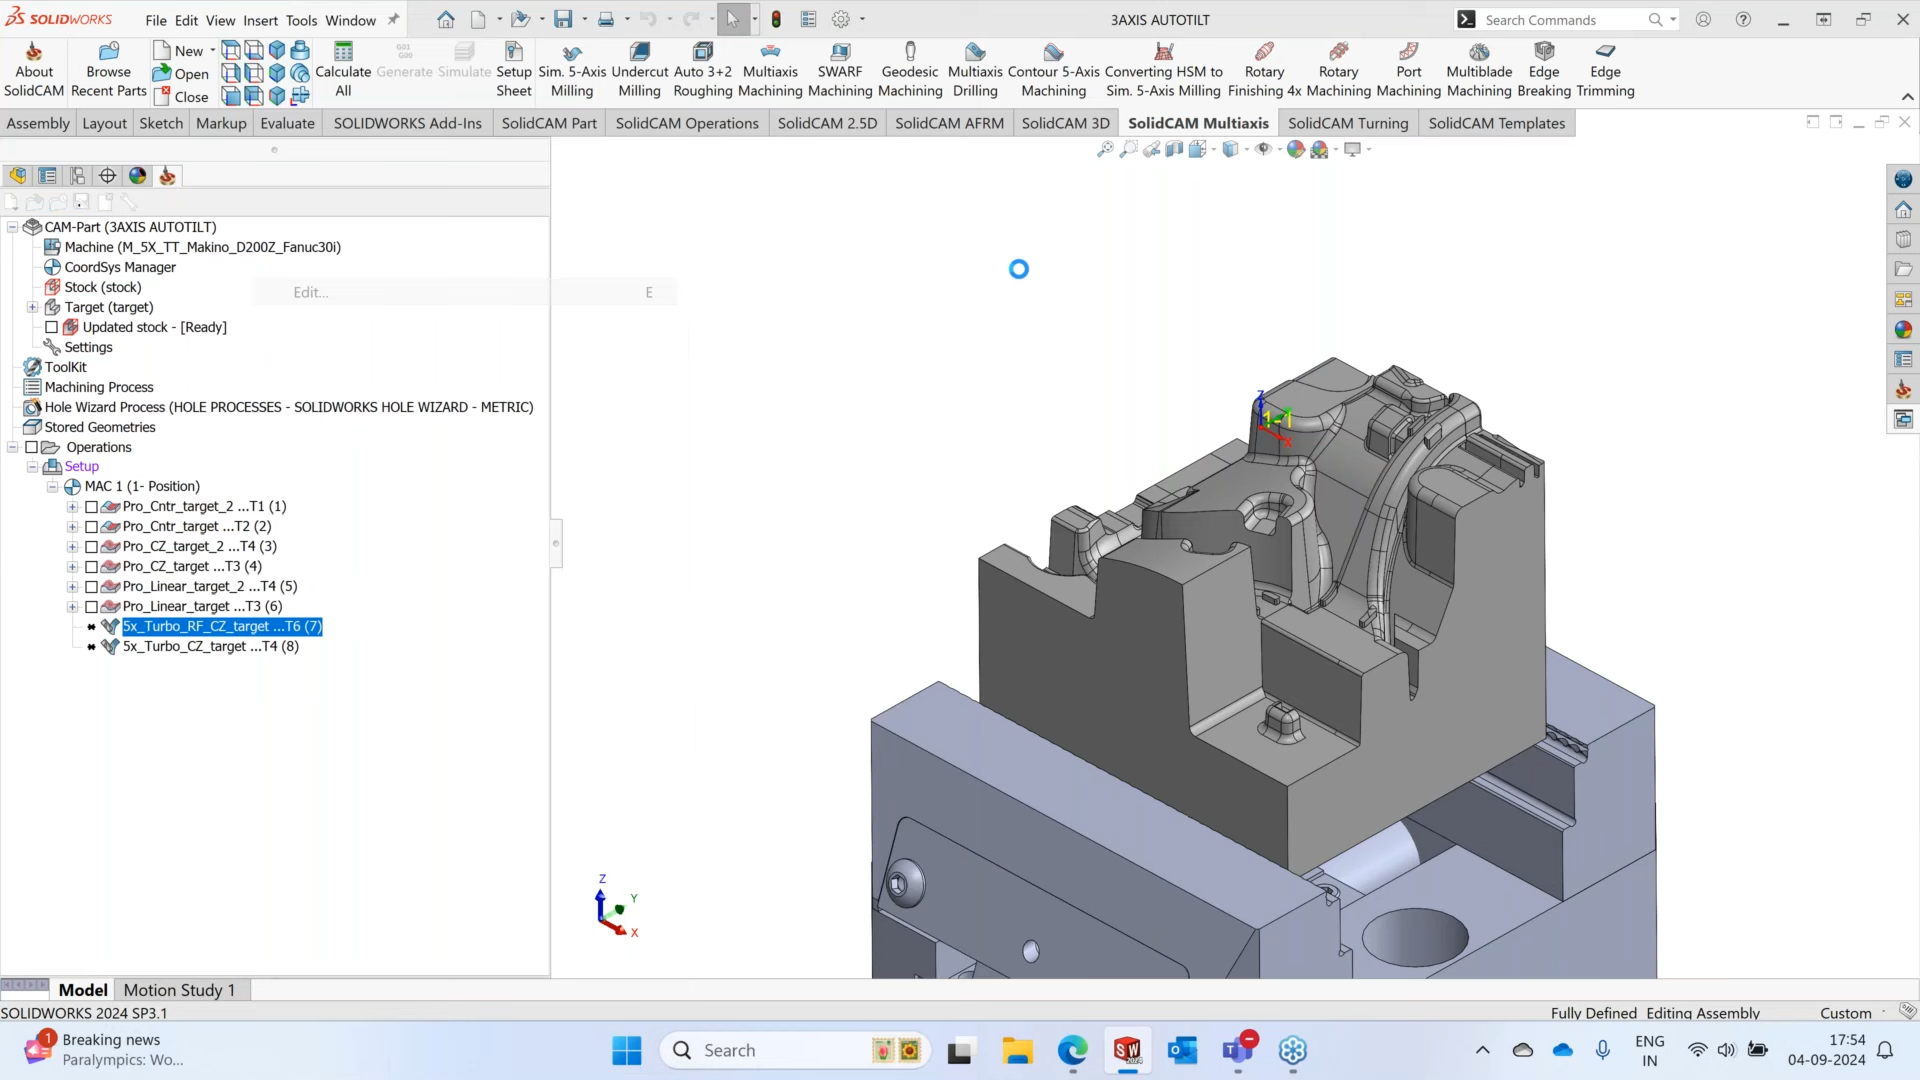 SOLIDWORKS File Edit View Insert Tools Window 3AXIS AUTOTILT Search Commands
About SolidCAM
Browse Recent Parts
New
Open
Close
Calculate All
G01 G00 Generate
Simulate
Setup Sheet
Sim. 5-Axis Milling
Undercut Milling
Auto 3+2 Roughing
Multiaxis Machining
SWARF Machining
Geodesic Machining
Multiaxis Drilling
Contour 5-Axis Machining
Converting HSM to Sim. 5-Axis Milling
Rotary Finishing 4x
Rotary Machining
Port Machining
Multiblade Machining
Edge Breaking
Edge Trimming
Assembly Layout Sketch Markup Evaluate SOLIDWORKS Add-Ins SolidCAM Part SolidCAM Operations SolidCAM 2.5D SolidCAM AFRM SolidCAM 3D SolidCAM Multiaxis SolidCAM Turning SolidCAM Templates
CAM-Part (3AXIS AUTOTILT)
Machine (M_5X_TT_Makino_D200Z_Fanuc30i)
CoordSys Manager
Stock (stock)
Edit... E
Target (target)
Updated stock - [Ready]
Settings
ToolKit
Machining Process
Hole Wizard Process (HOLE PROCESSES - SOLIDWORKS HOLE WIZARD - METRIC)
Stored Geometries
Operations
Setup
MAC 1 (1- Position)
Pro_Cntr_target_2 ...T1 (1)
Pro_Cntr_target ...T2 (2)
Pro_CZ_target_2 ...T4 (3)
Pro_CZ_target ...T3 (4)
Pro_Linear_target_2 ...T4 (5)
Pro_Linear_target ...T3 (6)
5x_Turbo_RF_CZ_target ...T6 (7)
5x_Turbo_CZ_target ...T4 (8)
Z
X
Z
Y
X
Model Motion Study 1
SOLIDWORKS 2024 SP3.1 Fully Defined Editing Assembly Custom
1
Breaking news
Paralympics: Wo...
Search
SW
2024
ENG
IN
17:54
04-09-2024